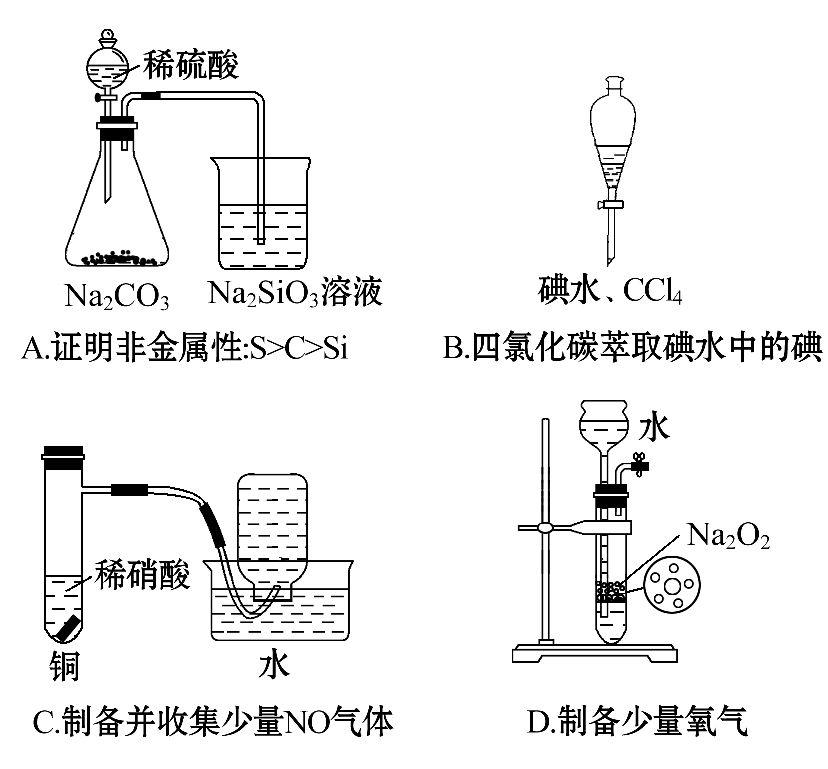 稀硫酸
Na₂CO₃
Na₂SiO₃溶液
A.证明非金属性:S>C>Si
碘水、CCl₄
B.四氯化碳萃取碘水中的碘
稀硝酸
铜
水
C.制备并收集少量NO气体
水
Na₂O₂
D.制备少量氧气